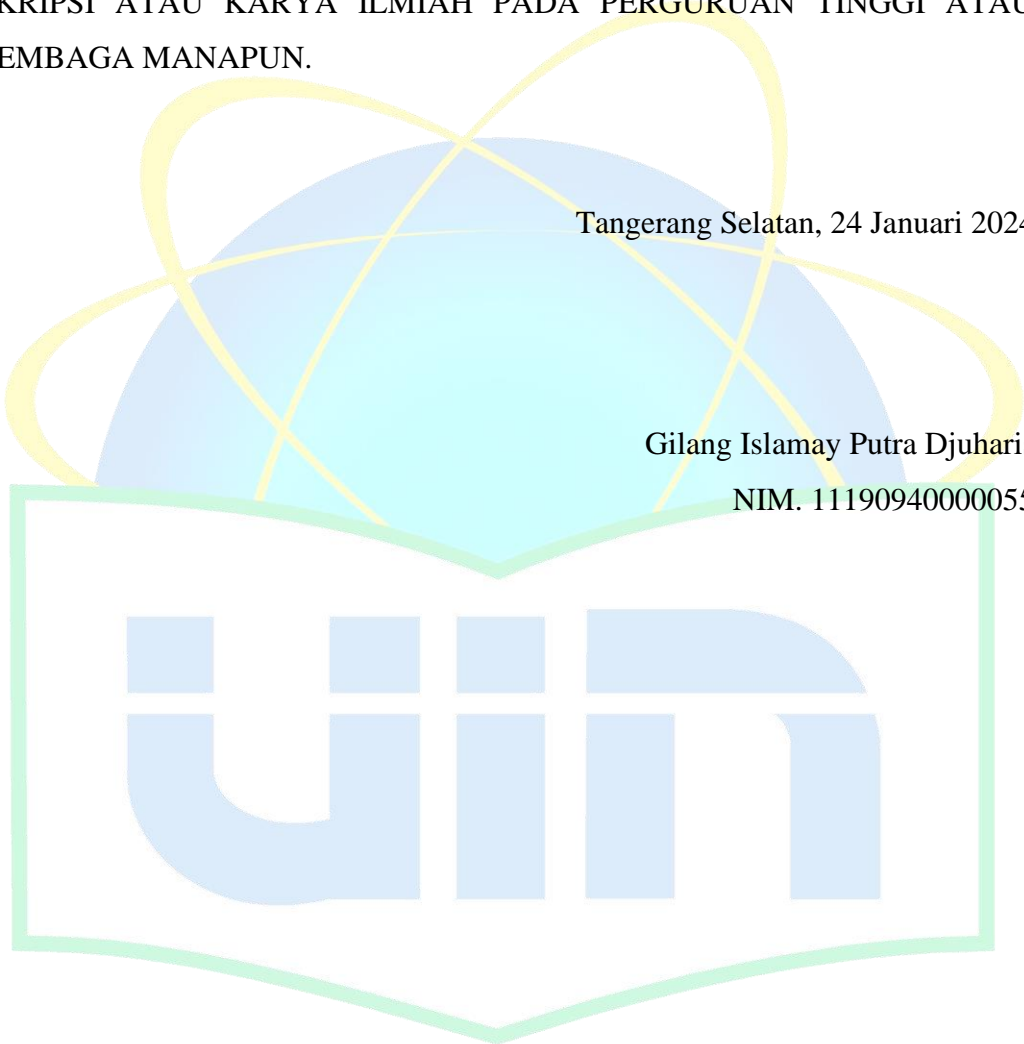 KRIPSI ATAU KARYA ILMIAH PADA PERGURUAN TINGGI ATAU
EMBAGA MANAPUN.
Tangerang Selatan, 24 Januari 2024
Gilang Islamay Putra Djuhari
NIM. 11190940000055
uin